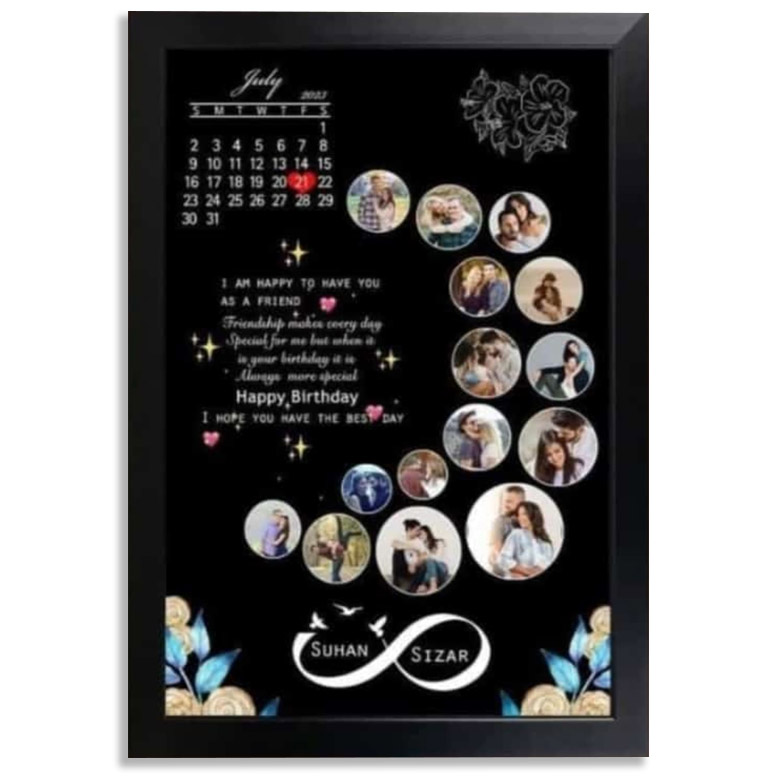 July
2023
S M T W T F S
1
2 3 4 5 6 7 8
9 10 11 12 13 14 15
16 17 18 19 20 21 22
23 24 25 26 27 28 29
30 31
I AM HAPPY TO HAVE YOU
AS A FRIEND
Friendship makes every day
Special for me but when it
is your birthday it is
Always more special
Happy Birthday
I HOPE YOU HAVE THE BEST DAY
SUHAN SIZAR